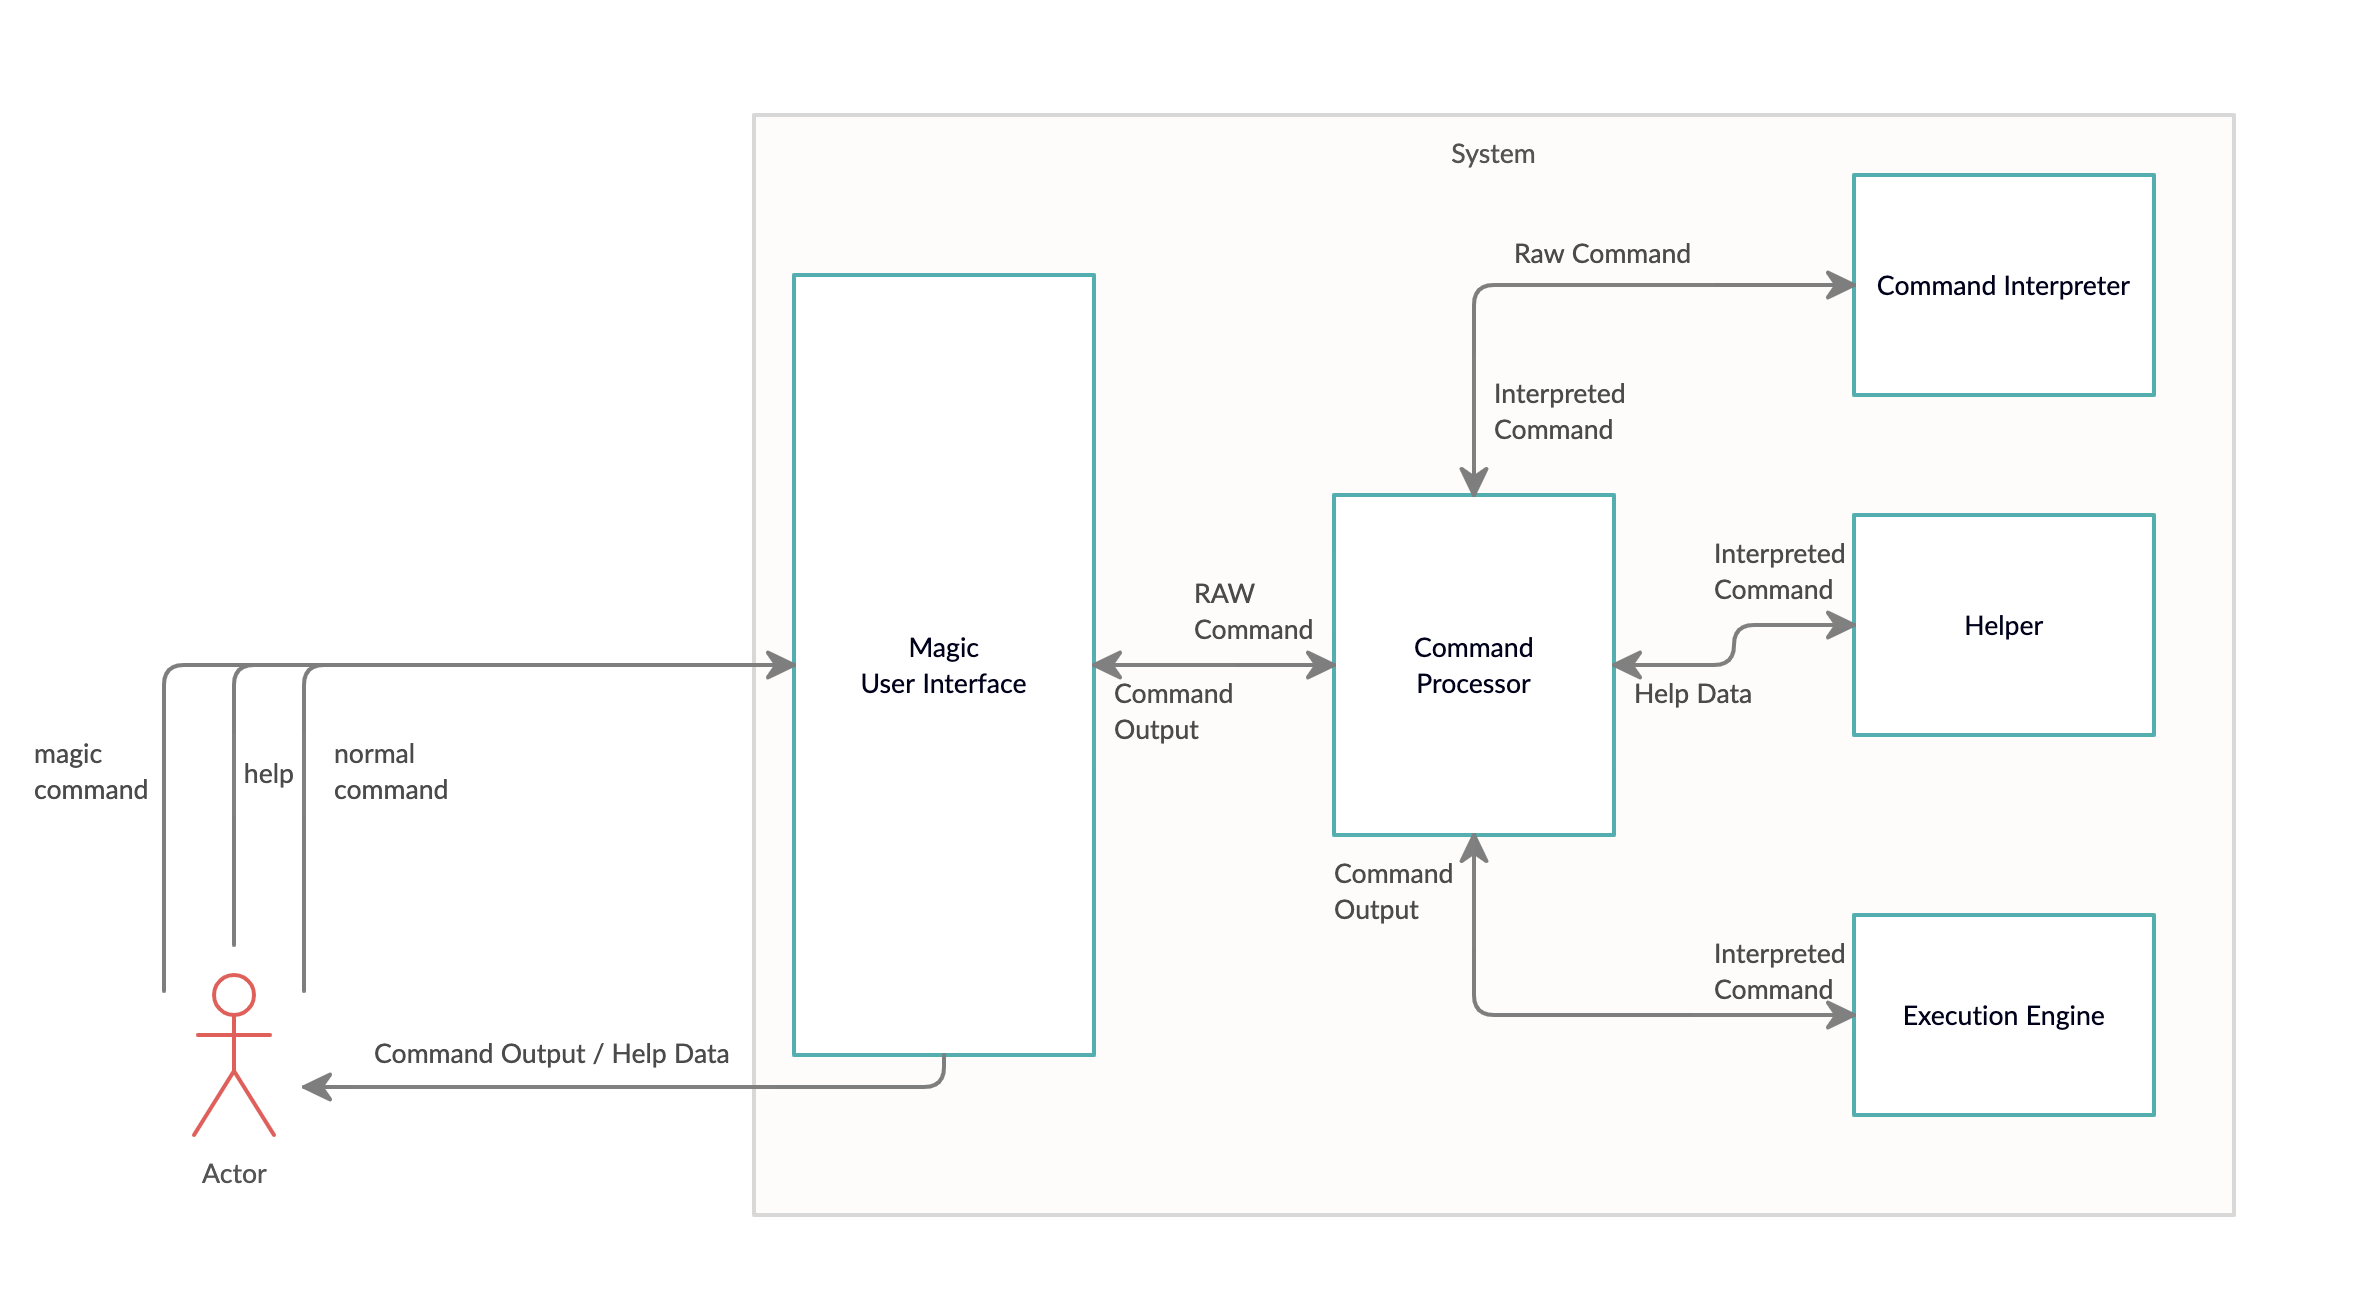 System
Raw Command
Command Interpreter
Interpreted
Command
Interpreted
Command
Helper
RAW
Command
Magic
User Interface
Command
Processor
Command
Output
Help Data
magic
command
help
normal
command
Command
Output
Interpreted
Command
Execution Engine
Command Output / Help Data
Actor